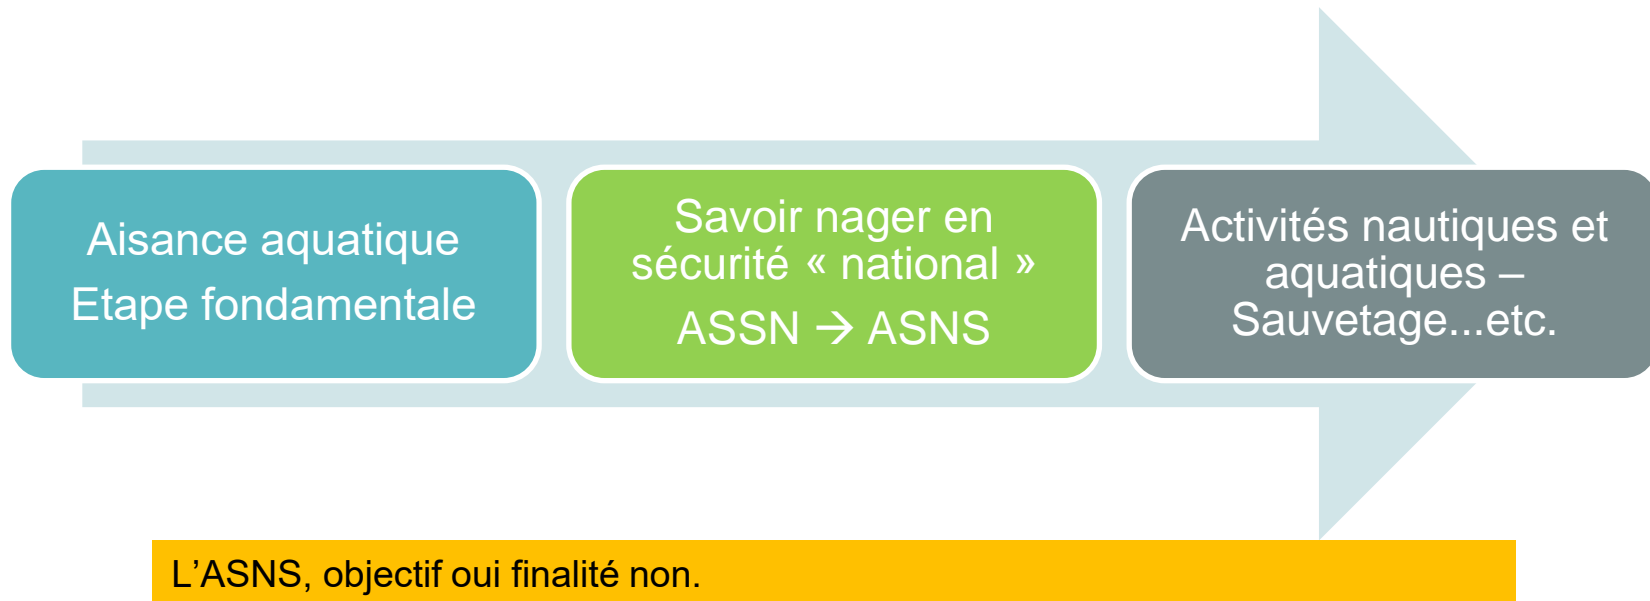 Aisance aquatique
Etape fondamentale
Savoir nager en
sécurité « national »
ASSN → ASNS
Activités nautiques et
aquatiques –
Sauvetage...etc.
L’ASNS, objectif oui finalité non.